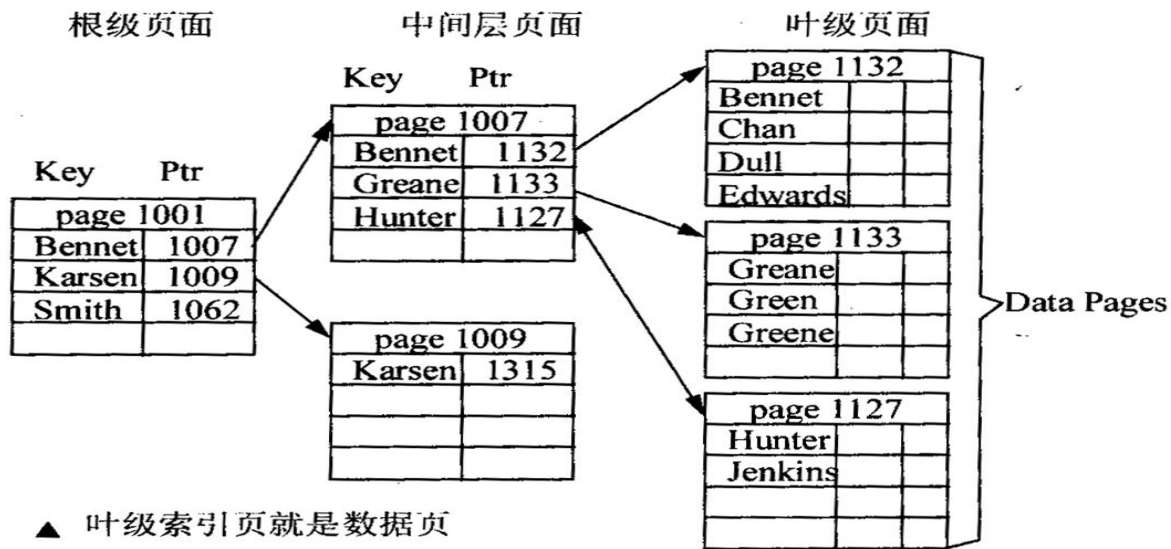 根级页面
中间层页面
叶级页面
Key Ptr
page 1001
Bennet 1007
Karsen 1009
Smith 1062
Key Ptr
page 1007
Bennet 1132
Greane 1133
Hunter 1127
page 1009
Karsen 1315
page 1132
Bennet
Chan
Dull
Edwards
page 1133
Greane
Green
Greene
page 1127
Hunter
Jenkins
Data Pages
▲ 叶级索引页就是数据页